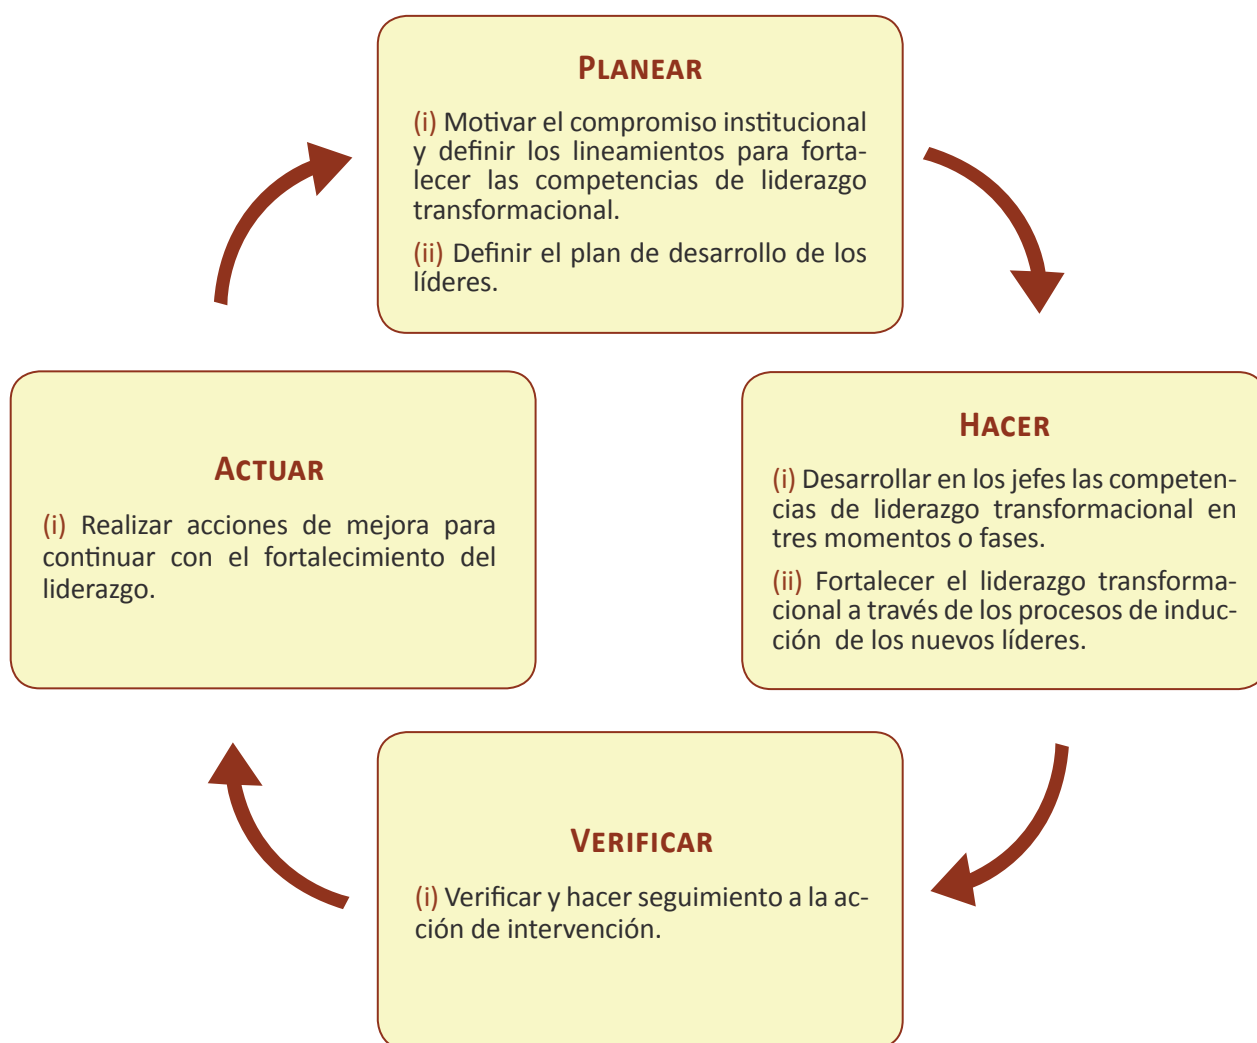 PLANEAR
(i) Motivar el compromiso institucional
y definir los lineamientos para forta-
lecer las competencias de liderazgo
transformacional.
(ii) Definir el plan de desarrollo de los
líderes.
HACER
(i) Desarrollar en los jefes las competen-
cias de liderazgo transformacional en
tres momentos o fases.
(ii) Fortalecer el liderazgo transforma-
cional a través de los procesos de induc-
ción de los nuevos líderes.
VERIFICAR
(i) Verificar y hacer seguimiento a la ac-
ción de intervención.
ACTUAR
(i) Realizar acciones de mejora para
continuar con el fortalecimiento del
liderazgo.